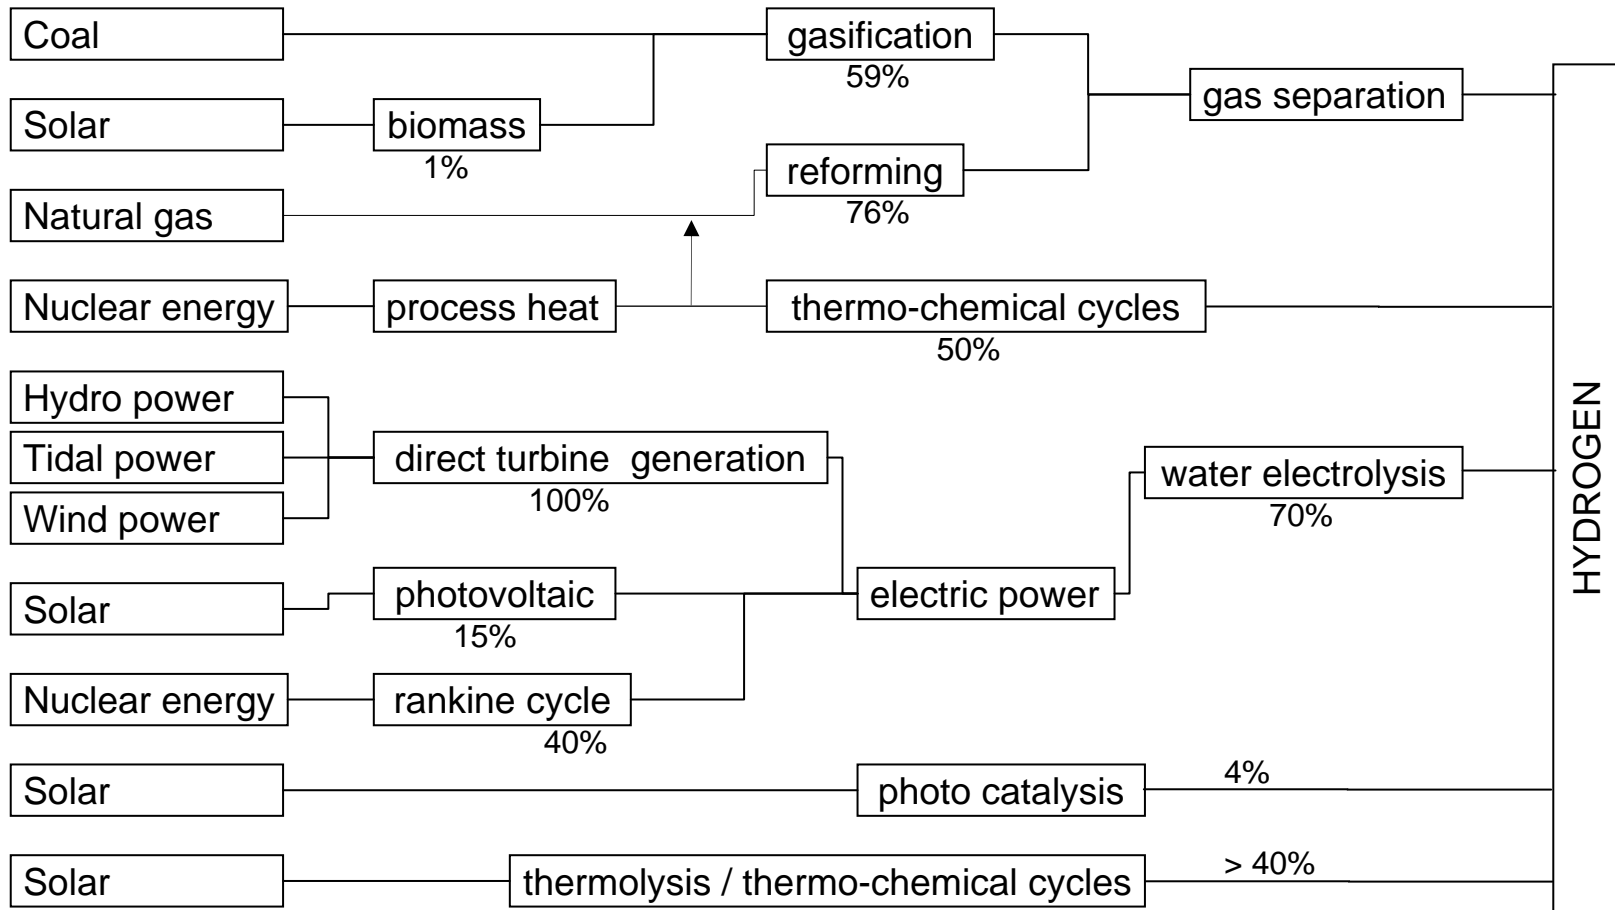 Coal
gasification
59%
gas separation
Solar
biomass
1%
reforming
76%
Natural gas
Nuclear energy
process heat
thermo-chemical cycles
50%
Hydro power
Tidal power
direct turbine generation
100%
Wind power
water electrolysis
70%
HYDROGEN
Solar
photovoltaic
15%
electric power
Nuclear energy
rankine cycle
40%
Solar
photo catalysis
4%
Solar
thermolysis / thermo-chemical cycles
> 40%